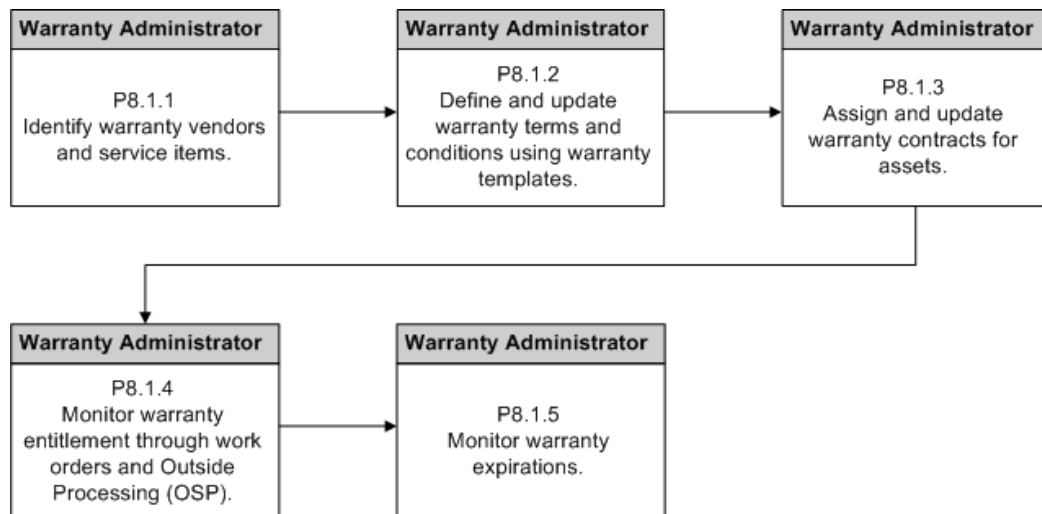 Warranty Administrator
P8.1.1
Identify warranty vendors
and service items.
Warranty Administrator
P8.1.2
Define and update
warranty terms and
conditions using warranty
templates.
Warranty Administrator
P8.1.3
Assign and update
warranty contracts for
assets.
Warranty Administrator
P8.1.4
Monitor warranty
entitlement through work
orders and Outside
Processing (OSP).
Warranty Administrator
P8.1.5
Monitor warranty
expirations.